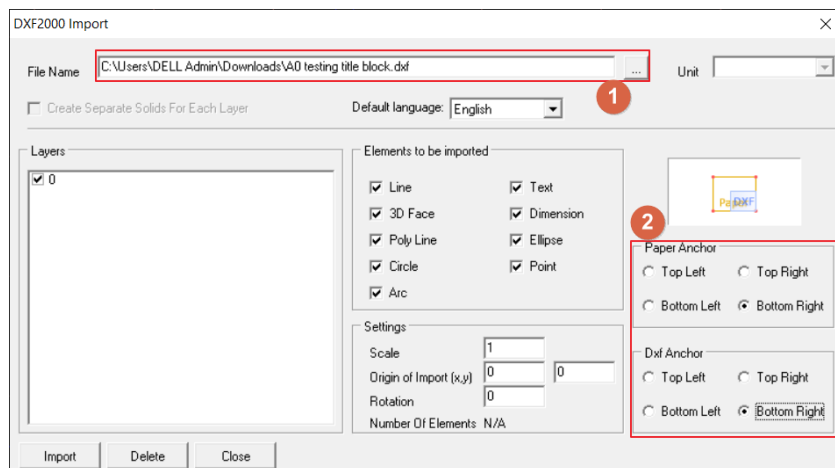 DXF2000 Import
File Name C:\Users\DELL Admin\Downloads\A0 testing title block.dxf ... Unit
1
Create Separate Solids For Each Layer Default language: English
Layers
0
Elements to be imported
Line Text
3D Face Dimension
Poly Line Ellipse
Circle Point
Arc
Settings
Scale 1
Origin of Import (x,y) 0 0
Rotation 0
Number Of Elements N/A
Paper DXF
2
Paper Anchor
Top Left Top Right
Bottom Left Bottom Right
Dxf Anchor
Top Left Top Right
Bottom Left Bottom Right
Import Delete Close